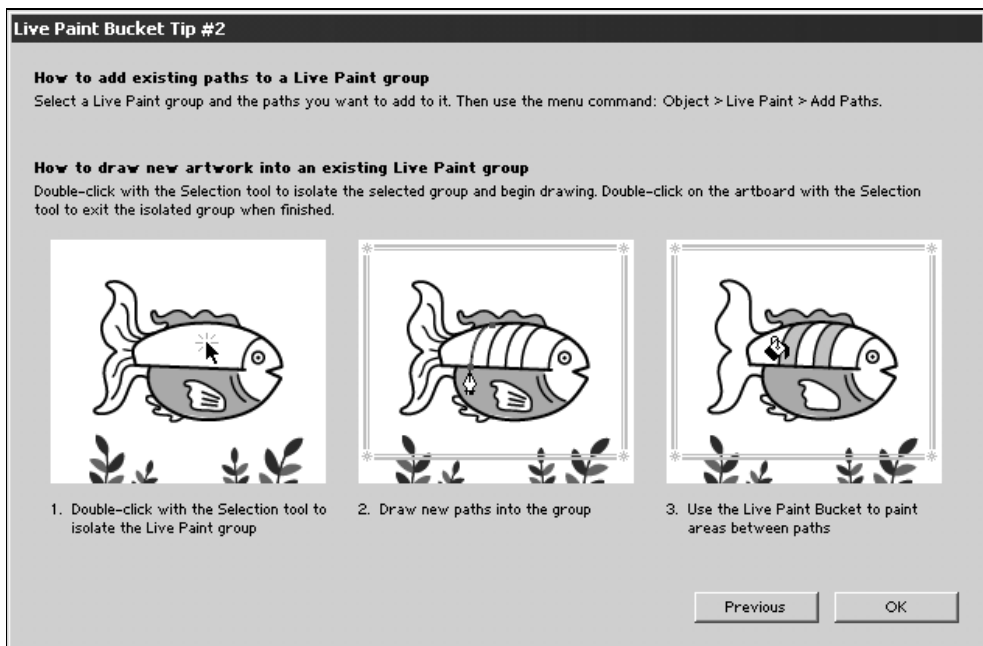 Live Paint Bucket Tip #2
How to add existing paths to a Live Paint group
Select a Live Paint group and the paths you want to add to it. Then use the menu command: Object > Live Paint > Add Paths.
How to draw new artwork into an existing Live Paint group
Double-click with the Selection tool to isolate the selected group and begin drawing. Double-click on the artboard with the Selection
tool to exit the isolated group when finished.
1. Double-click with the Selection tool to
isolate the Live Paint group
2. Draw new paths into the group
3. Use the Live Paint Bucket to paint
areas between paths
Previous
OK